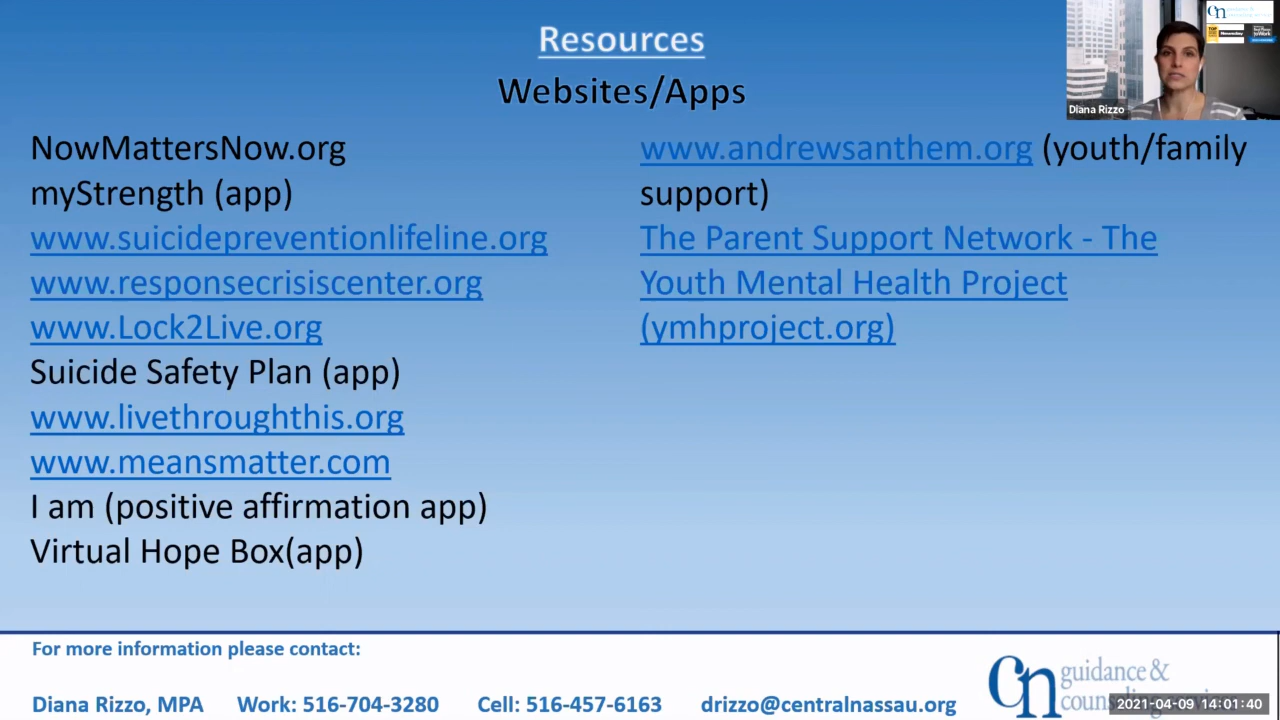 Resources
Websites/Apps
NowMattersNow.org
myStrength (app)
www.suicidepreventionlifeline.org
www.responsecrisiscenter.org
www.Lock2Live.org
Suicide Safety Plan (app)
www.livethroughthis.org
www.meansmatter.com
I am (positive affirmation app)
Virtual Hope Box(app)
www.andrewsanthem.org (youth/family
support)
The Parent Support Network - The
Youth Mental Health Project
(ymhproject.org)
Diana Rizzo
For more information please contact:
Diana Rizzo, MPA Work: 516-704-3280 Cell: 516-457-6163 drizzo@centralnassau.org
cn guidance &
2021-04-09 14:01:40